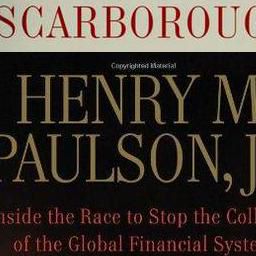 SCARBOROUG
Copyrighted Material
HENRY M
PAULSON, J
nside the Race to Stop the Coll
of the Global Financial Syste